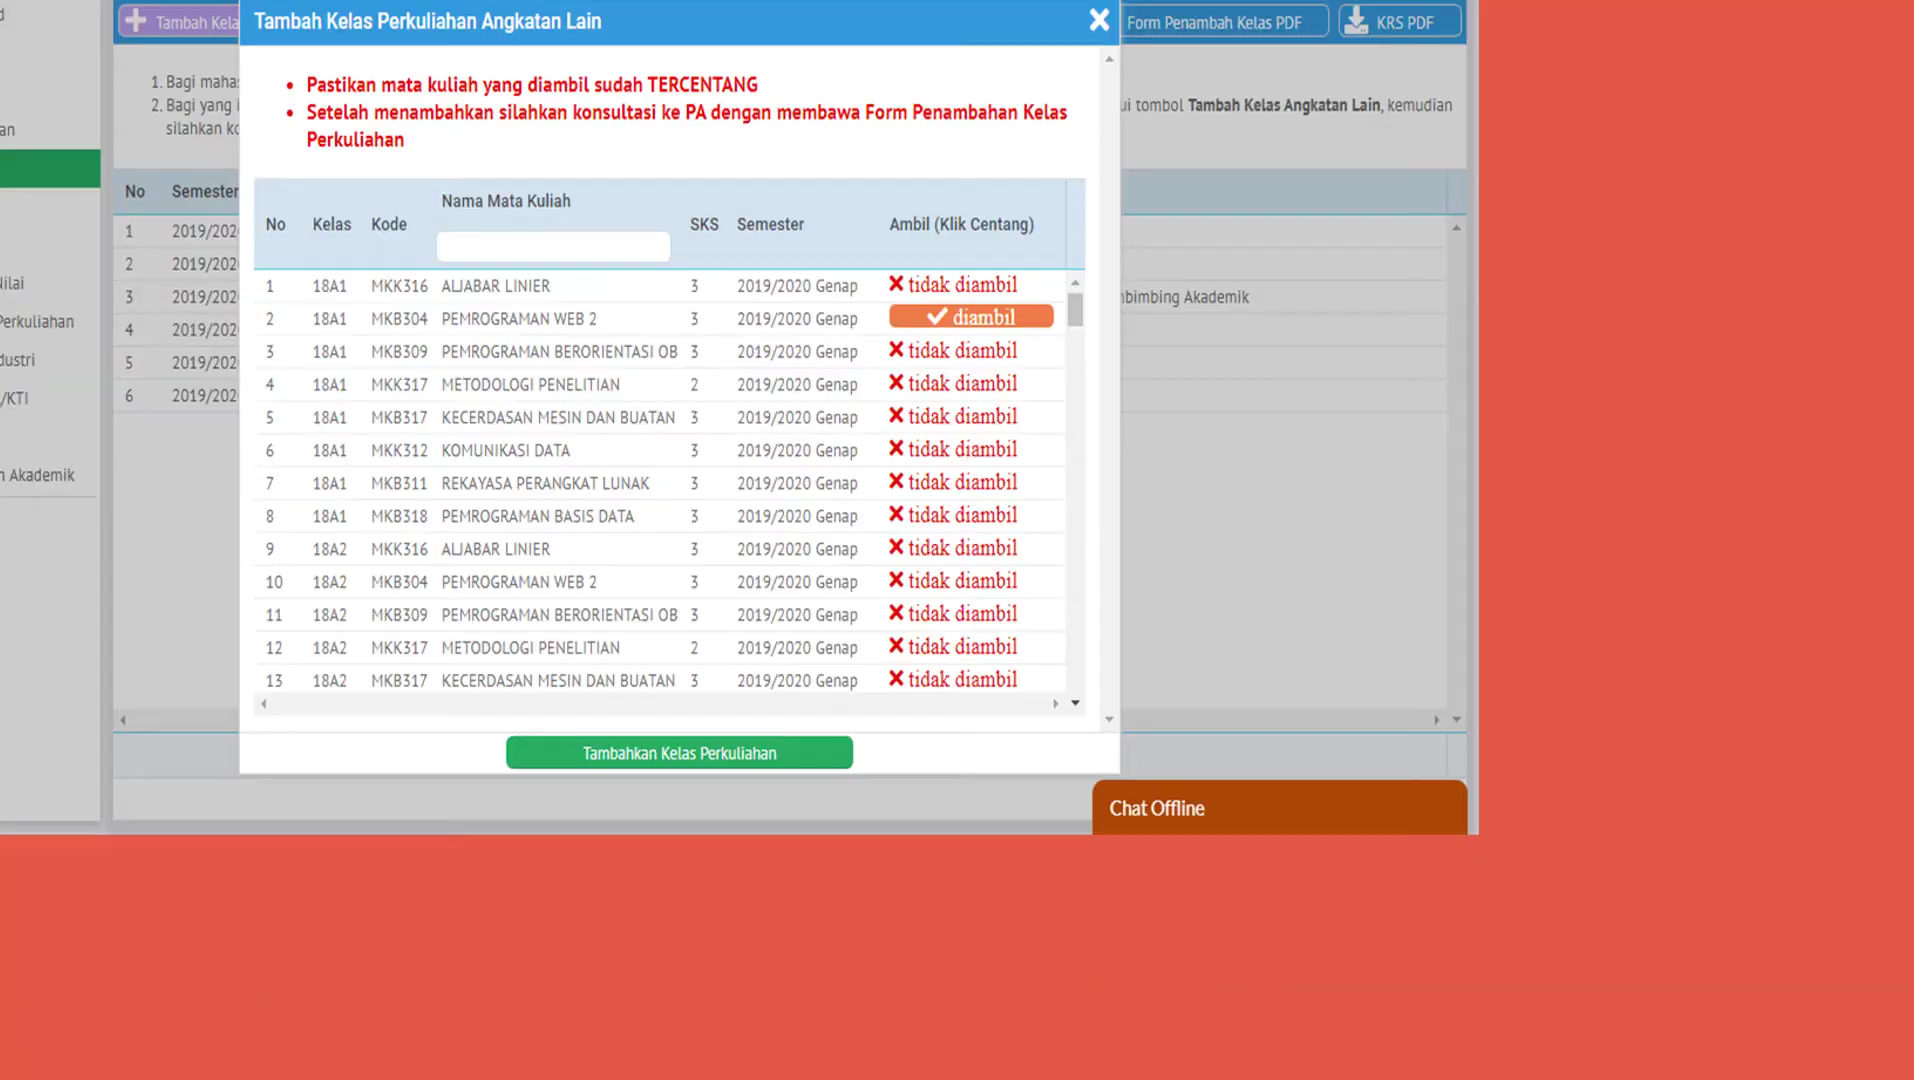 Tambah Kela
Tambah Kelas Perkuliahan Angkatan Lain
Form Penambah Kelas PDF
KRS PDF
1. Bagi maha
2. Bagi yang
silahkan ko
tombol Tambah Kelas Angkatan Lain, kemudian
Pastikan mata kuliah yang diambil sudah TERCENTANG
Setelah menambahkan silahkan konsultasi ke PA dengan membawa Form Penambahan Kelas
Perkuliahan
an
Nilai
Perkuliahan
dustri
/KTI
Akademik
No Semester
1 2019/202
2 2019/202
3 2019/202
4 2019/202
5 2019/202
6 2019/202
mbimbing Akademik
No Kelas Kode Nama Mata Kuliah SKS Semester Ambil (Klik Centang)
1 18A1 MKK316 ALJABAR LINIER 3 2019/2020 Genap tidak diambil
2 18A1 MKB304 PEMROGRAMAN WEB 2 3 2019/2020 Genap diambil
3 18A1 MKB309 PEMROGRAMAN BERORIENTASI OB 3 2019/2020 Genap tidak diambil
4 18A1 MKK317 METODOLOGI PENELITIAN 2 2019/2020 Genap tidak diambil
5 18A1 MKB317 KECERDASAN MESIN DAN BUATAN 3 2019/2020 Genap tidak diambil
6 18A1 MKK312 KOMUNIKASI DATA 3 2019/2020 Genap tidak diambil
7 18A1 MKB311 REKAYASA PERANGKAT LUNAK 3 2019/2020 Genap tidak diambil
8 18A1 MKB318 PEMROGRAMAN BASIS DATA 3 2019/2020 Genap tidak diambil
9 18A2 MKK316 ALJABAR LINIER 3 2019/2020 Genap tidak diambil
10 18A2 MKB304 PEMROGRAMAN WEB 2 3 2019/2020 Genap tidak diambil
11 18A2 MKB309 PEMROGRAMAN BERORIENTASI OB 3 2019/2020 Genap tidak diambil
12 18A2 MKK317 METODOLOGI PENELITIAN 2 2019/2020 Genap tidak diambil
13 18A2 MKB317 KECERDASAN MESIN DAN BUATAN 3 2019/2020 Genap tidak diambil
Tambahkan Kelas Perkuliahan
Chat Offline